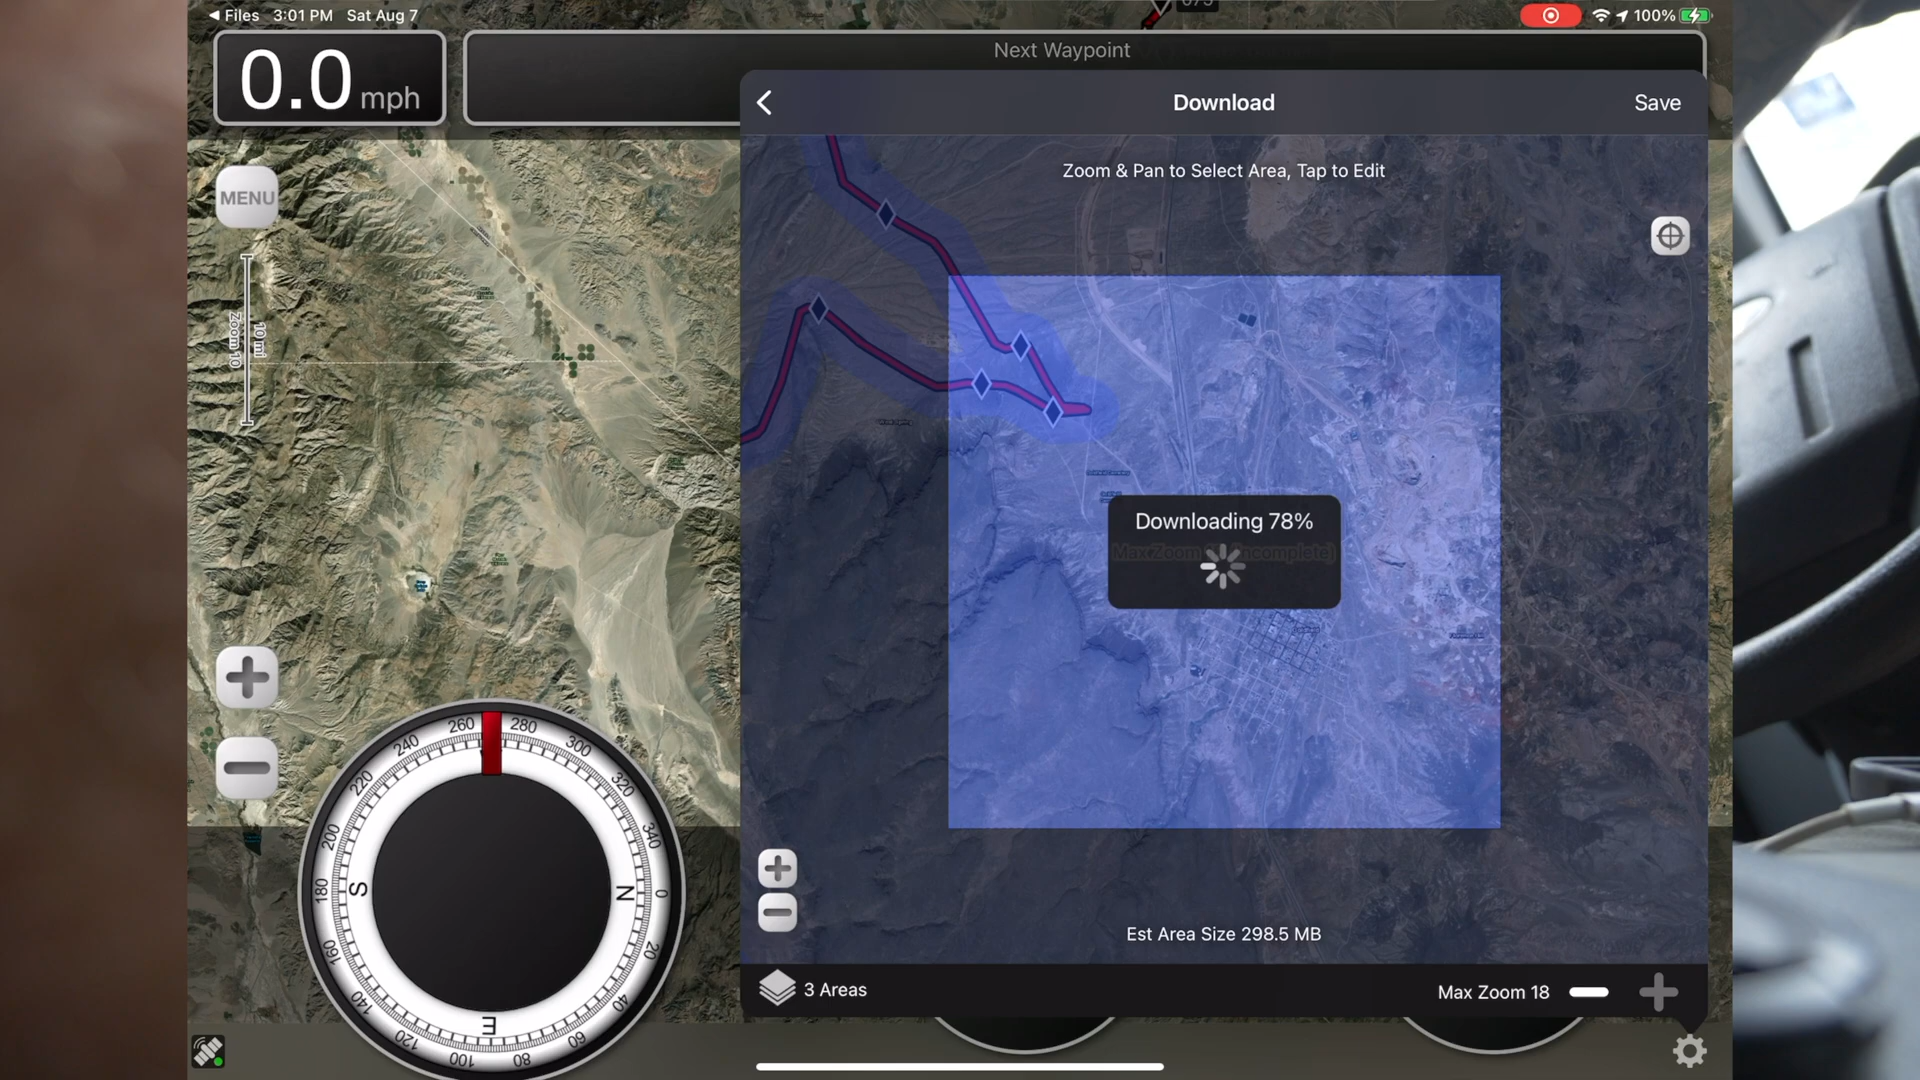 ◀ Files 3:01 PM Sat Aug 7
100%
0.0 mph
Next Waypoint
Download
Save
Zoom & Pan to Select Area, Tap to Edit
MENU
10 mi
Zoom 10
Downloading 78%
Max Zoom
Incomplete]
260 280 300 320 340 0 20 40 60 80 100 120 140 160 180 200 220 240
S N E
Est Area Size 298.5 MB
3 Areas
Max Zoom 18